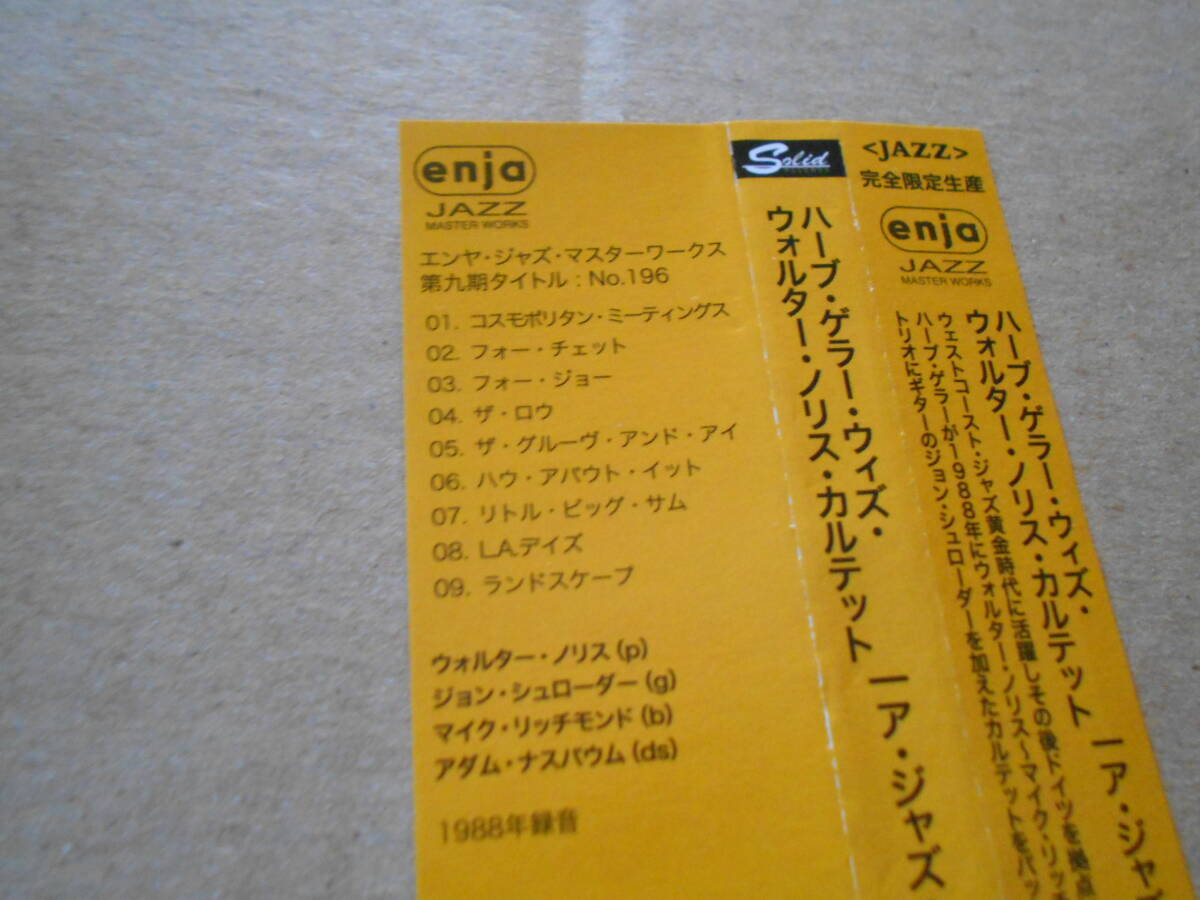 enja
JAZZ
MASTER WORKS
エンヤ・ジャズ・マスターワークス
第九期タイトル : No.196
01. コスモポリタン・ミーティングス
02. フォー・チェット
03. フォー・ジョー
04. ザ・ロウ
05. ザ・グルーヴ・アンド・アイ
06. ハウ・アバウト・イット
07. リトル・ビッグ・サム
08. L.A.デイズ
09. ランドスケープ
ウォルター・ノリス (p)
ジョン・シュローダー (g)
マイク・リッチモンド (b)
アダム・ナスバウム (ds)
1988年録音
Solid
RECORDS
ハーブ・ゲラー・ウィズ・
ウォルター・ノリス・カルテット ー ア・ジャズ
<JAZZ>
完全限定生産
enja
JAZZ
MASTER WORKS
ハーブ・ゲラー・ウィズ・
ウォルター・ノリス・カルテット ー ア・ジャズ
ウェストコースト・ジャズ黄金時代に活躍しその後ドイツを拠点
ハーブ・ゲラーが1988年にウォルター・ノリス〜マイク・リッチ
トリオにギターのジョン・シュローダーを加えたカルテットをバッ